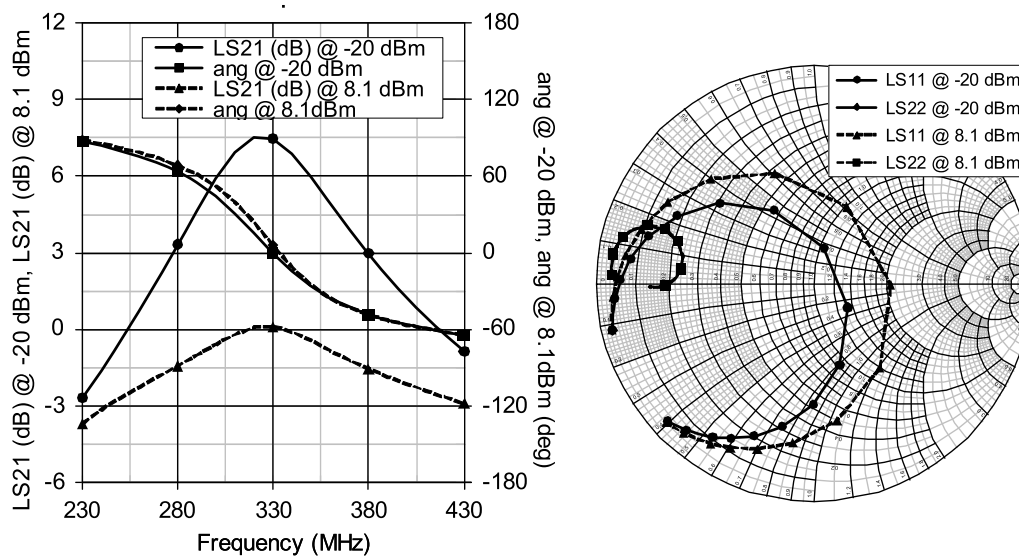 12
9
6
3
0
-3
-6
LS21 (dB) @ -20 dBm, LS21 (dB) @ 8.1 dBm
LS21 (dB) @ -20 dBm
ang @ -20 dBm
LS21 (dB) @ 8.1 dBm
ang @ 8.1dBm
180
120
60
0
-60
-120
-180
ang @ -20 dBm, ang @ 8.1dBm (deg)
230
280
330
380
430
Frequency (MHz)
LS11 @ -20 dBm
LS22 @ -20 dBm
LS11 @ 8.1 dBm
LS22 @ 8.1 dBm